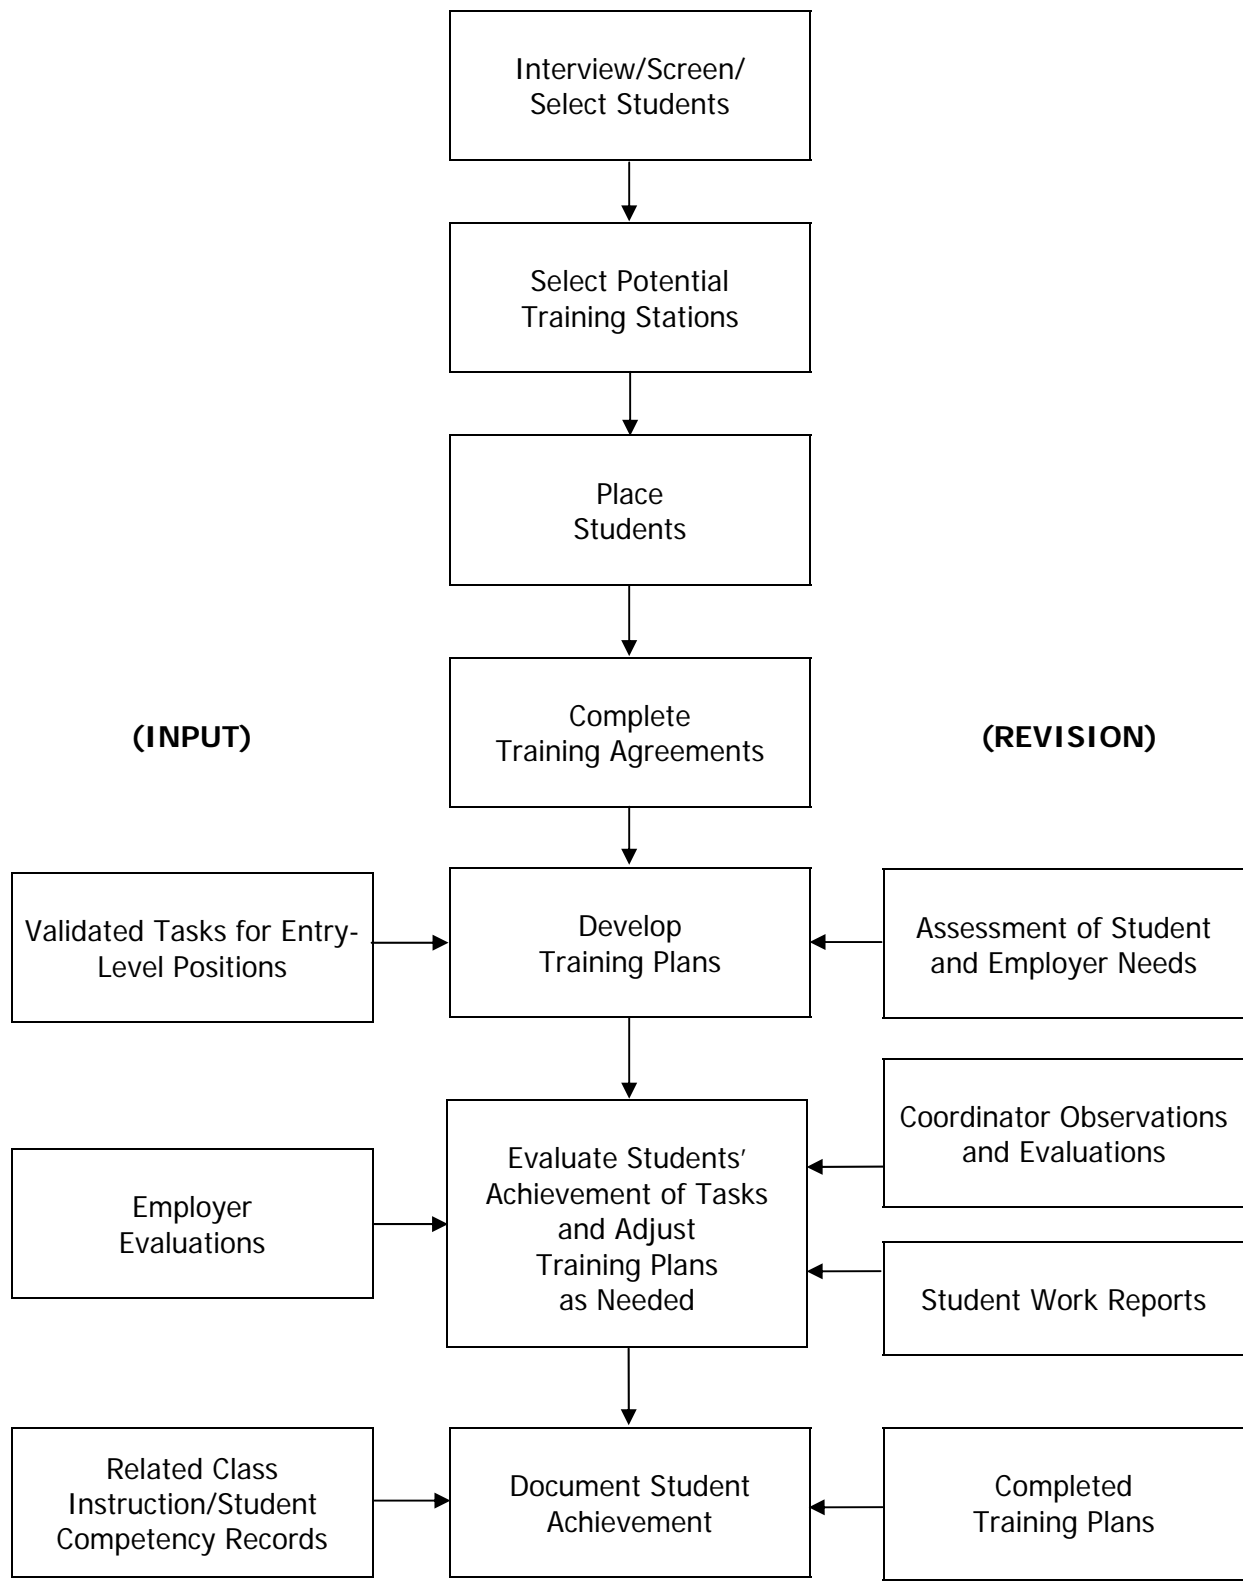 Interview/Screen/
Select Students
Select Potential
Training Stations
Place
Students
Complete
Training Agreements
(INPUT)
(REVISION)
Validated Tasks for Entry-
Level Positions
Develop
Training Plans
Assessment of Student
and Employer Needs
Employer
Evaluations
Evaluate Students’
Achievement of Tasks
and Adjust
Training Plans
as Needed
Coordinator Observations
and Evaluations
Student Work Reports
Related Class
Instruction/Student
Competency Records
Document Student
Achievement
Completed
Training Plans